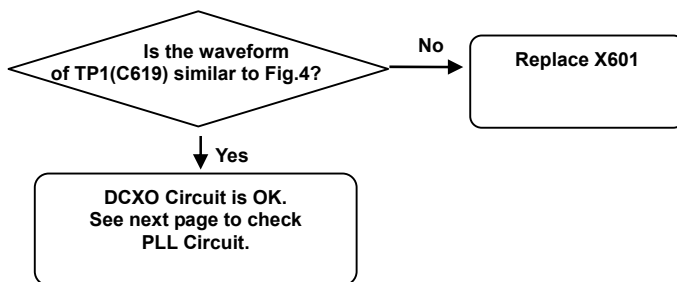 Is the waveform
of TP1(C619) similar to Fig.4?
No
Replace X601
Yes
DCXO Circuit is OK.
See next page to check
PLL Circuit.